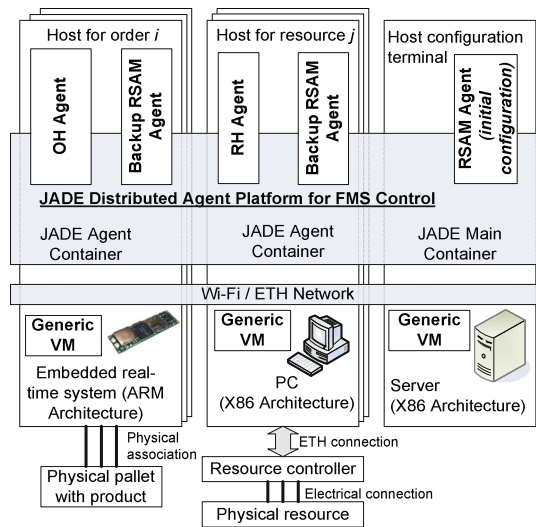 Host for order i
OH Agent
Backup RSAM
Agent
Host for resource j
RH Agent
Backup RSAM
Agent
Host configuration
terminal
RSAM Agent
(initial
configuration)
JADE Distributed Agent Platform for FMS Control
JADE Agent
Container
JADE Agent
Container
JADE Main
Container
Wi-Fi / ETH Network
Generic
VM
Embedded real-
time system (ARM
Architecture)
Generic
VM
PC
(X86 Architecture)
Generic
VM
Server
(X86 Architecture)
Physical
association
Physical pallet
with product
ETH connection
Resource controller
Electrical connection
Physical resource